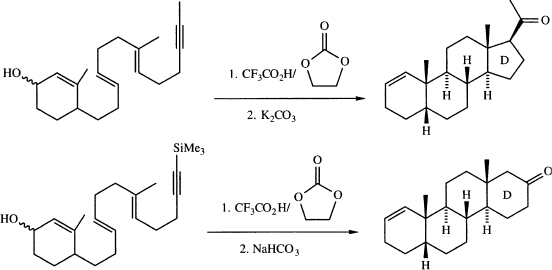 HO
1. CF₃CO₂H/
O
O O
2. K₂CO₃
O
D
H H
H H
H
SiMe₃
HO
1. CF₃CO₂H/
O
O O
2. NaHCO₃
O
D
H H
H H
H